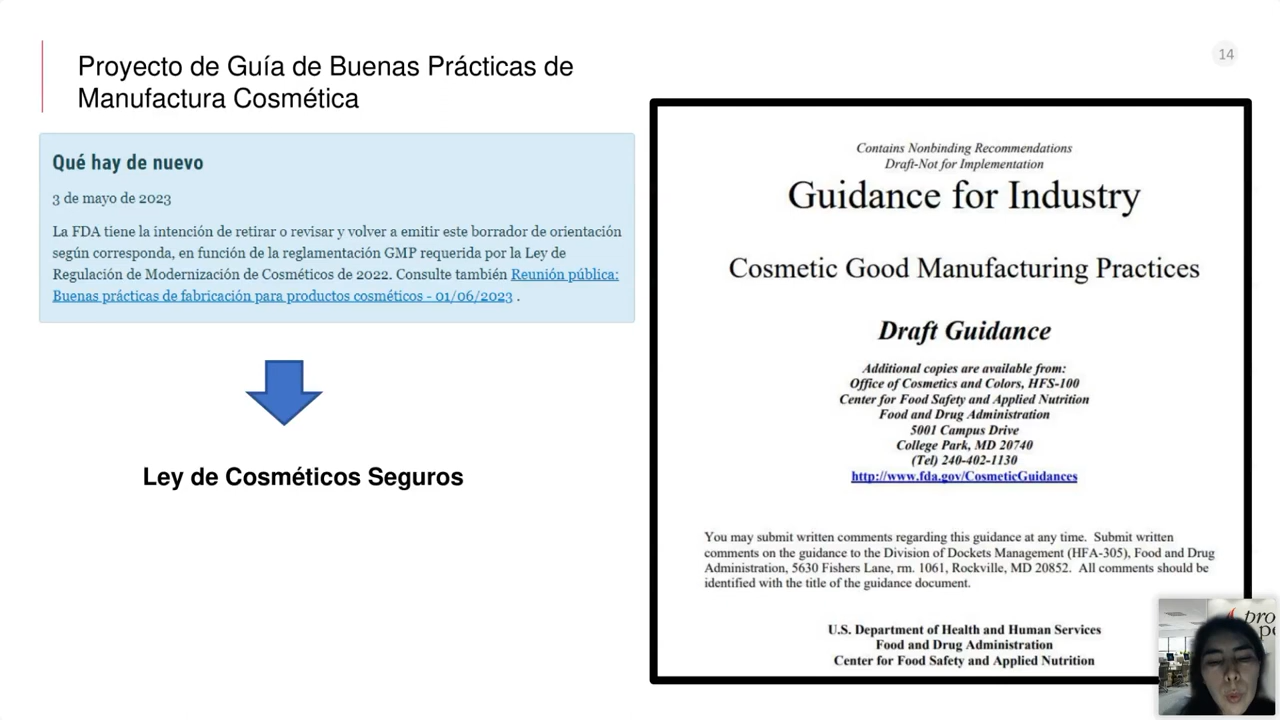 Proyecto de Guía de Buenas Prácticas de
Manufactura Cosmética
14
Qué hay de nuevo
3 de mayo de 2023
La FDA tiene la intención de retirar o revisar y volver a emitir este borrador de orientación
según corresponda, en función de la reglamentación GMP requerida por la Ley de
Regulación de Modernización de Cosméticos de 2022. Consulte también Reunión pública:
Buenas prácticas de fabricación para productos cosméticos - 01/06/2023 .
Ley de Cosméticos Seguros
Contains Nonbinding Recommendations
Draft-Not for Implementation
Guidance for Industry
Cosmetic Good Manufacturing Practices
Draft Guidance
Additional copies are available from:
Office of Cosmetics and Colors, HFS-100
Center for Food Safety and Applied Nutrition
Food and Drug Administration
5001 Campus Drive
College Park, MD 20740
(Tel) 240-402-1130
http://www.fda.gov/CosmeticGuidances
You may submit written comments regarding this guidance at any time. Submit written
comments on the guidance to the Division of Dockets Management (HFA-305), Food and Drug
Administration, 5630 Fishers Lane, rm. 1061, Rockville, MD 20852. All comments should be
identified with the title of the guidance document.
U.S. Department of Health and Human Services
Food and Drug Administration
Center for Food Safety and Applied Nutrition